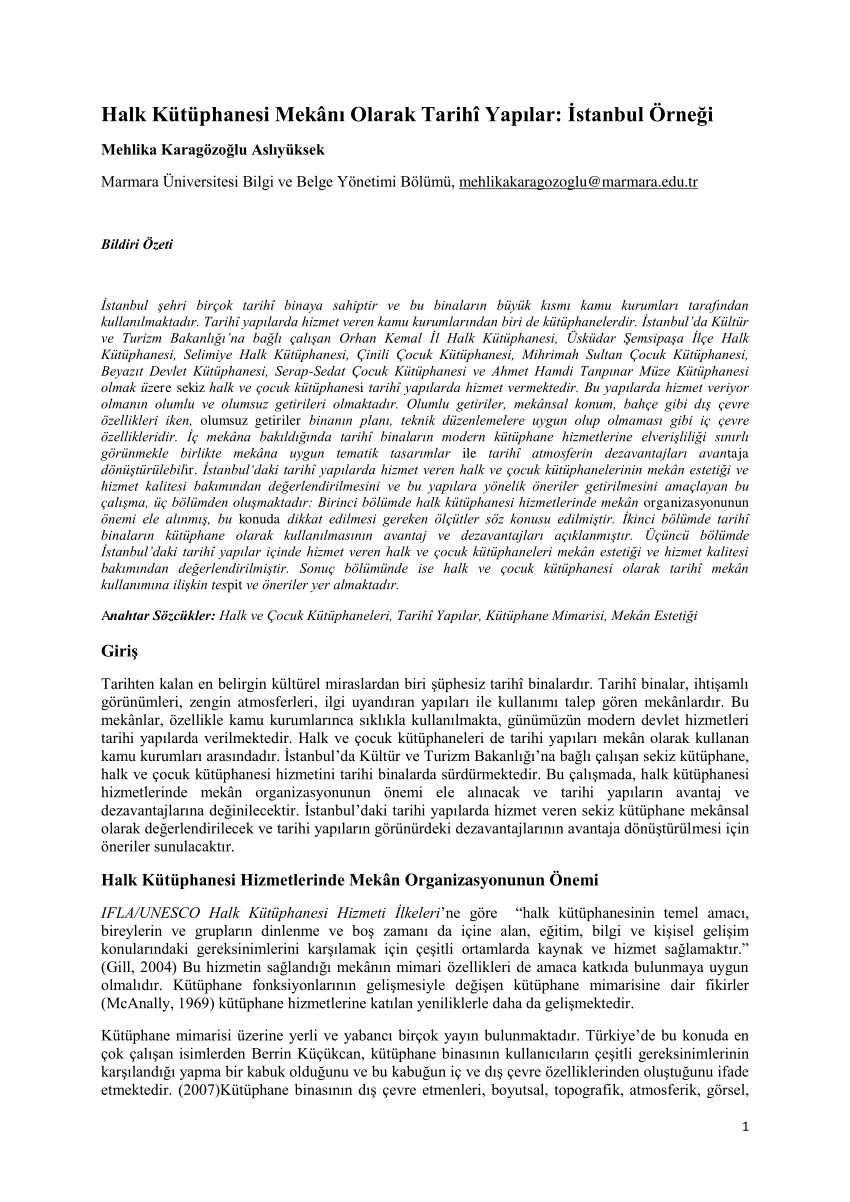 Halk Kütüphanesi Mekânı Olarak Tarihî Yapılar: İstanbul Örneği
Mehlika Karagözoğlu Aslıyüksek
Marmara Üniversitesi Bilgi ve Belge Yönetimi Bölümü, mehlikakaragozoglu@marmara.edu.tr
Bildiri Özeti
İstanbul şehri birçok tarihî binaya sahiptir ve bu binaların büyük kısmı kamu kurumları tarafından
kullanılmaktadır. Tarihî yapılarda hizmet veren kamu kurumlarından biri de kütüphanelerdir. İstanbul’da Kültür
ve Turizm Bakanlığı’na bağlı çalışan Orhan Kemal İl Halk Kütüphanesi, Üsküdar Şemsipaşa İlçe Halk
Kütüphanesi, Selimiye Halk Kütüphanesi, Çinili Çocuk Kütüphanesi, Mihrimah Sultan Çocuk Kütüphanesi,
Beyazıt Devlet Kütüphanesi, Serap-Sedat Çocuk Kütüphanesi ve Ahmet Hamdi Tanpınar Müze Kütüphanesi
olmak üzere sekiz halk ve çocuk kütüphanesi tarihî yapılarda hizmet vermektedir. Bu yapılarda hizmet veriyor
olmanın olumlu ve olumsuz getirileri olmaktadır. Olumlu getiriler, mekânsal konum, bahçe gibi dış çevre
özellikleri iken, olumsuz getiriler binanın planı, teknik düzenlemelere uygun olup olmaması gibi iç çevre
özellikleridir. İç mekâna bakıldığında tarihî binaların modern kütüphane hizmetlerine elverişliliği sınırlı
görünmekle birlikte mekâna uygun tematik tasarımlar ile tarihî atmosferin dezavantajları avantaja
dönüştürülebilir. İstanbul’daki tarihî yapılarda hizmet veren halk ve çocuk kütüphanelerinin mekân estetiği ve
hizmet kalitesi bakımından değerlendirilmesini ve bu yapılara yönelik öneriler getirilmesini amaçlayan bu
çalışma, üç bölümden oluşmaktadır: Birinci bölümde halk kütüphanesi hizmetlerinde mekân organizasyonunun
önemi ele alınmış, bu konuda dikkat edilmesi gereken ölçütler söz konusu edilmiştir. İkinci bölümde tarihî
binaların kütüphane olarak kullanılmasının avantaj ve dezavantajları açıklanmıştır. Üçüncü bölümde
İstanbul’daki tarihî yapılar içinde hizmet veren halk ve çocuk kütüphaneleri mekân estetiği ve hizmet kalitesi
bakımından değerlendirilmiştir. Sonuç bölümünde ise halk ve çocuk kütüphanesi olarak tarihî mekân
kullanımına ilişkin tespit ve öneriler yer almaktadır.
Anahtar Sözcükler: Halk ve Çocuk Kütüphaneleri, Tarihî Yapılar, Kütüphane Mimarisi, Mekân Estetiği
Giriş
Tarihten kalan en belirgin kültürel miraslardan biri şüphesiz tarihî binalardır. Tarihî binalar, ihtişamlı
görünümleri, zengin atmosferleri, ilgi uyandıran yapıları ile kullanımı talep gören mekânlardır. Bu
mekânlar, özellikle kamu kurumlarınca sıklıkla kullanılmakta, günümüzün modern devlet hizmetleri
tarihi yapılarda verilmektedir. Halk ve çocuk kütüphaneleri de tarihi yapıları mekân olarak kullanan
kamu kurumları arasındadır. İstanbul’da Kültür ve Turizm Bakanlığı’na bağlı çalışan sekiz kütüphane,
halk ve çocuk kütüphanesi hizmetini tarihi binalarda sürdürmektedir. Bu çalışmada, halk kütüphanesi
hizmetlerinde mekân organizasyonunun önemi ele alınacak ve tarihi yapıların avantaj ve
dezavantajlarına değinilecektir. İstanbul’daki tarihi yapılarda hizmet veren sekiz kütüphane mekânsal
olarak değerlendirilecek ve tarihi yapıların görünürdeki dezavantajlarının avantaja dönüştürülmesi için
öneriler sunulacaktır.
Halk Kütüphanesi Hizmetlerinde Mekân Organizasyonunun Önemi
IFLA/UNESCO Halk Kütüphanesi Hizmeti İlkeleri’ne göre “halk kütüphanesinin temel amacı,
bireylerin ve grupların dinlenme ve boş zamanı da içine alan, eğitim, bilgi ve kişisel gelişim
konularındaki gereksinimlerini karşılamak için çeşitli ortamlarda kaynak ve hizmet sağlamaktır.”
(Gill, 2004) Bu hizmetin sağlandığı mekânın mimari özellikleri de amaca katkıda bulunmaya uygun
olmalıdır. Kütüphane fonksiyonlarının gelişmesiyle değişen kütüphane mimarisine dair fikirler
(McAnally, 1969) kütüphane hizmetlerine katılan yeniliklerle daha da gelişmektedir.
Kütüphane mimarisi üzerine yerli ve yabancı birçok yayın bulunmaktadır. Türkiye’de bu konuda en
çok çalışan isimlerden Berrin Küçükcan, kütüphane binasının kullanıcıların çeşitli gereksinimlerinin
karşılandığı yapma bir kabuk olduğunu ve bu kabuğun iç ve dış çevre özelliklerinden oluştuğunu ifade
etmektedir. (2007)Kütüphane binasının dış çevre etmenleri, boyutsal, topografik, atmosferik, görsel,
1